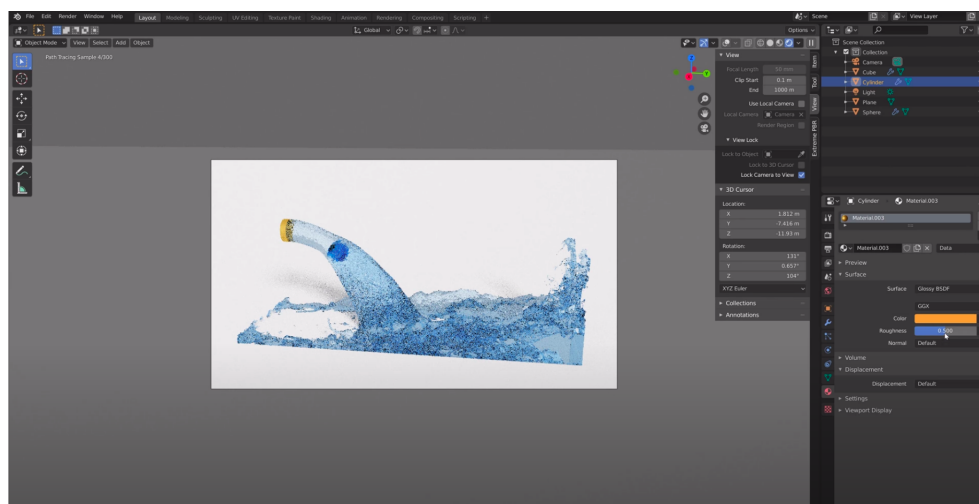 File Edit Render Window Help Layout Modeling Sculpting UV Editing Texture Paint Shading Animation Rendering Compositing Scripting + Scene View Layer
Global Options
Object Mode View Select Add Object
Path Tracing Sample 4/300
View
Focal Length 50 mm
Clip Start 0.1 m
End 1000 m
Use Local Camera
Local Camera Camera
Render Region
View Lock
Lock to Object
Lock to 3D Cursor
Lock Camera to View
3D Cursor
Location:
X 1.812 m
Y -7.416 m
Z -11.93 m
Rotation:
X 131°
Y 0.657°
Z 104°
XYZ Euler
Collections
Annotations
Item
Tool
View
Extreme PBR
Scene Collection
Collection
Camera
Cube
Cylinder
Light
Plane
Sphere
Cylinder Material.003
Material.003
Material.003 Data
Preview
Surface
Surface Glossy BSDF
GGX
Color
Roughness 0.500
Normal Default
Volume
Displacement
Displacement Default
Settings
Viewport Display
X
Y
Z